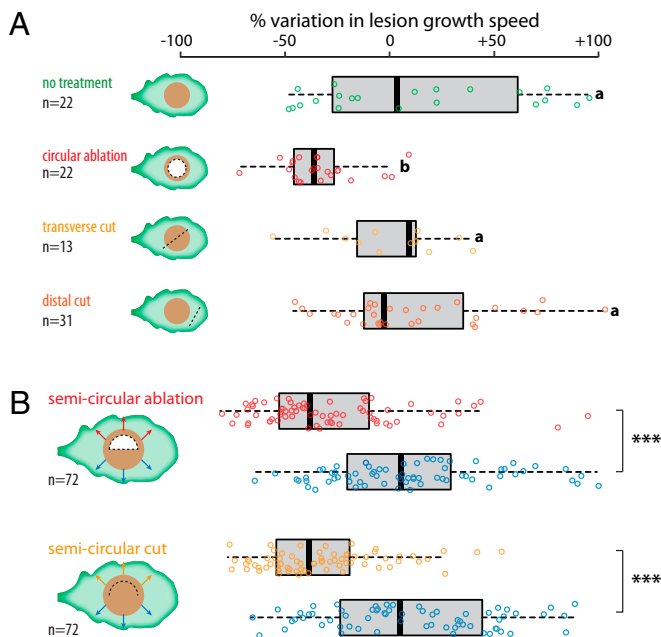 A
% variation in lesion growth speed
-100 -50 0 +50 +100
no treatment
n=22
a
circular ablation
n=22
b
transverse cut
n=13
a
distal cut
n=31
a
B
semi-circular ablation
n=72
***
semi-circular cut
n=72
***